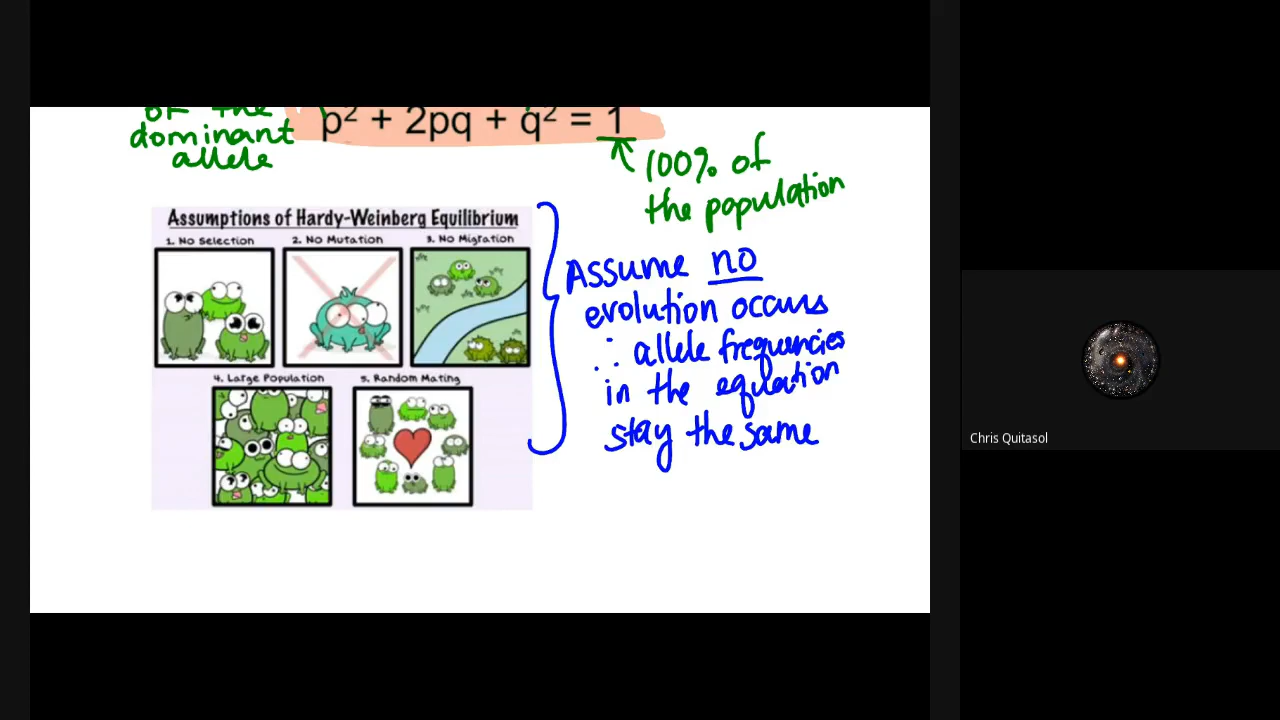 of the
dominant
allele
p² + 2pq + q² = 1
100% of
the population
Assumptions of Hardy-Weinberg Equilibrium
1. No Selection
2. No Mutation
3. No Migration
4. Large Population
5. Random Mating
Assume no
evolution occurs
∴ allele frequencies
in the equation
stay the same
Chris Quitasol